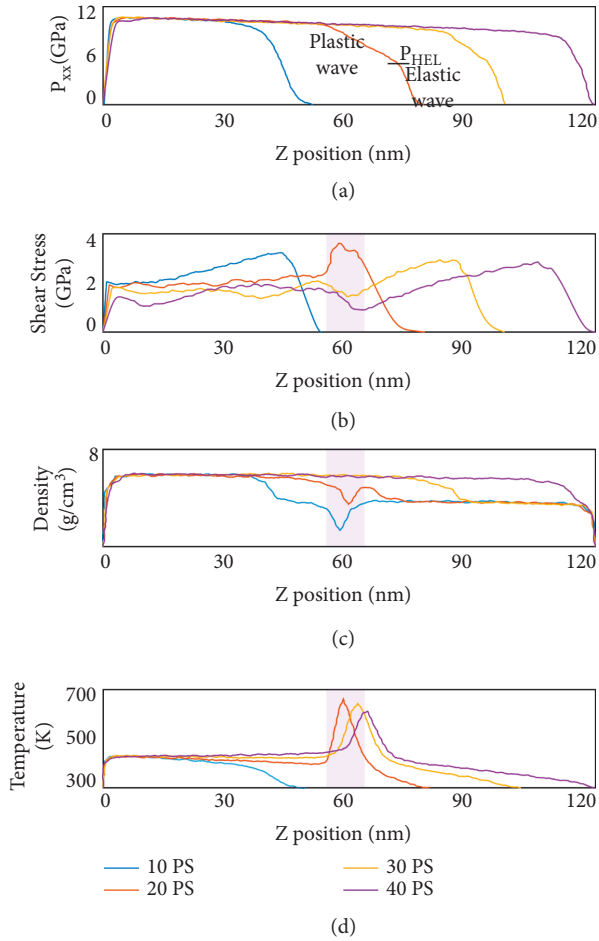 12
6
0
P_xx(GPa)
Plastic
wave
P_HEL
Elastic
wave
0 30 60 90 120
Z position (nm)
(a)
4
2
0
Shear Stress
(GPa)
0 30 60 90 120
Z position (nm)
(b)
8
Density
(g/cm³)
0 30 60 90 120
Z position (nm)
(c)
700
500
300
Temperature
(K)
0 30 60 90 120
Z position (nm)
10 PS 30 PS
20 PS 40 PS
(d)